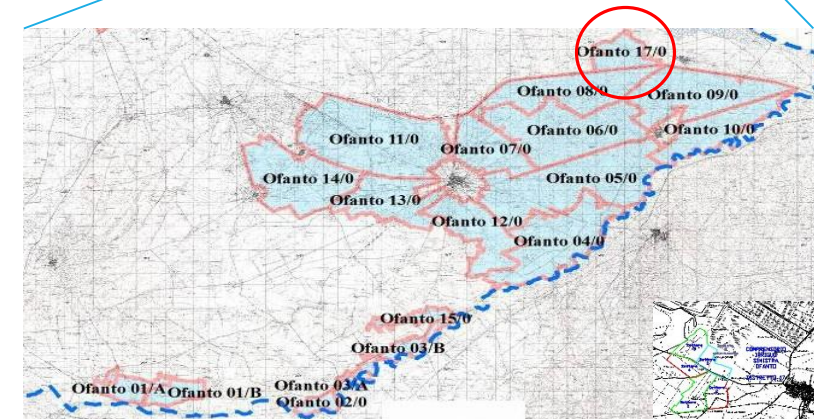 Ofanto 17/0
Ofanto 08/0
Ofanto 09/0
Ofanto 06/0
Ofanto 10/0
Ofanto 11/0
Ofanto 07/0
Ofanto 14/0
Ofanto 05/0
Ofanto 13/0
Ofanto 12/0
Ofanto 04/0
Ofanto 15/0
Ofanto 03/B
Ofanto 01/A
Ofanto 01/B
Ofanto 03/A
Ofanto 02/0
SINISTRA
OFANTO